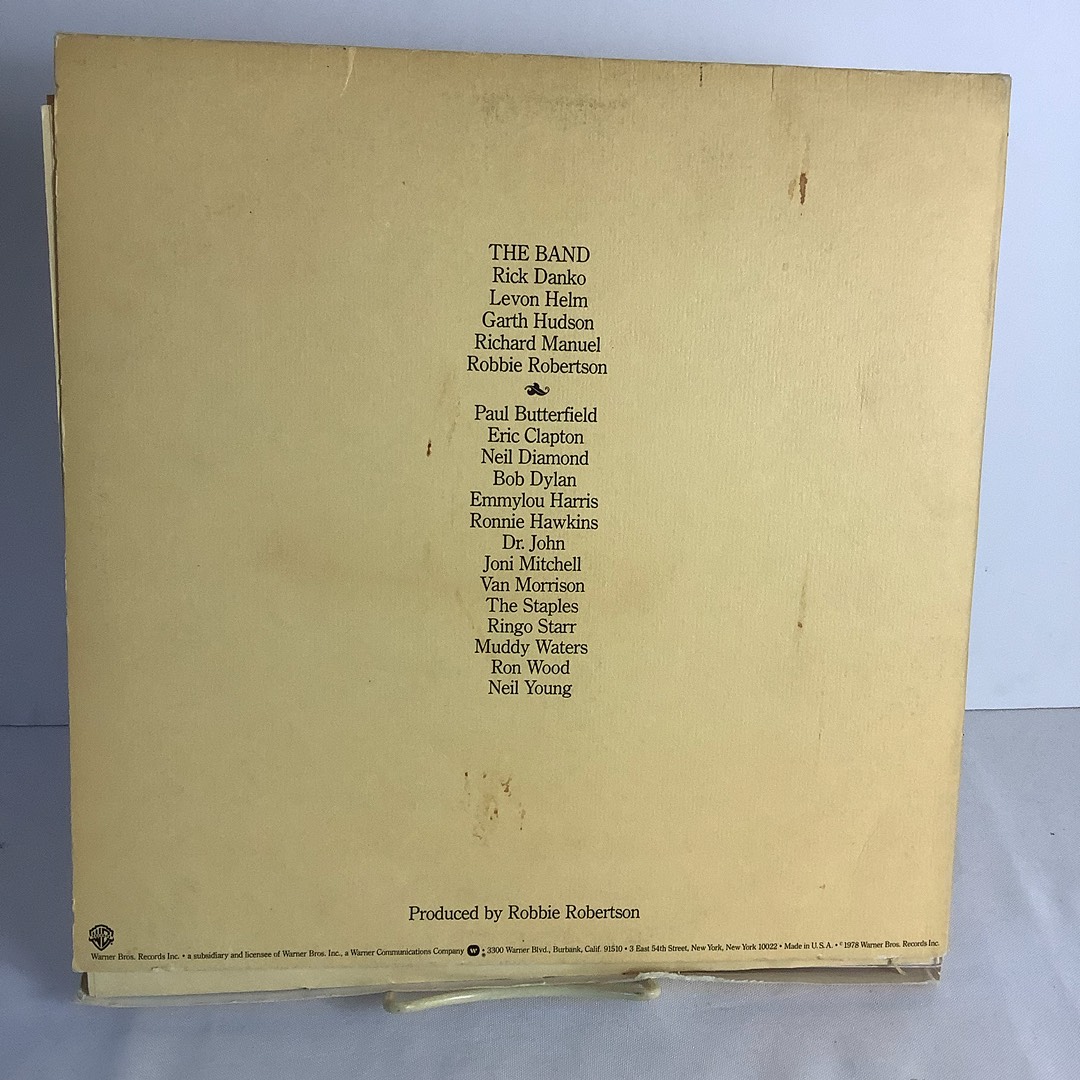 THE BAND
Rick Danko
Levon Helm
Garth Hudson
Richard Manuel
Robbie Robertson
Paul Butterfield
Eric Clapton
Neil Diamond
Bob Dylan
Emmylou Harris
Ronnie Hawkins
Dr. John
Joni Mitchell
Van Morrison
The Staples
Ringo Starr
Muddy Waters
Ron Wood
Neil Young
Produced by Robbie Robertson
Warner Bros. Records Inc. • a subsidiary and licensee of Warner Bros. Inc., a Warner Communications Company W • 3300 Warner Blvd., Burbank, Calif. 91510 • 3 East 54th Street, New York, New York 10022 • Made in U.S.A. • ©1978 Warner Bros. Records Inc.